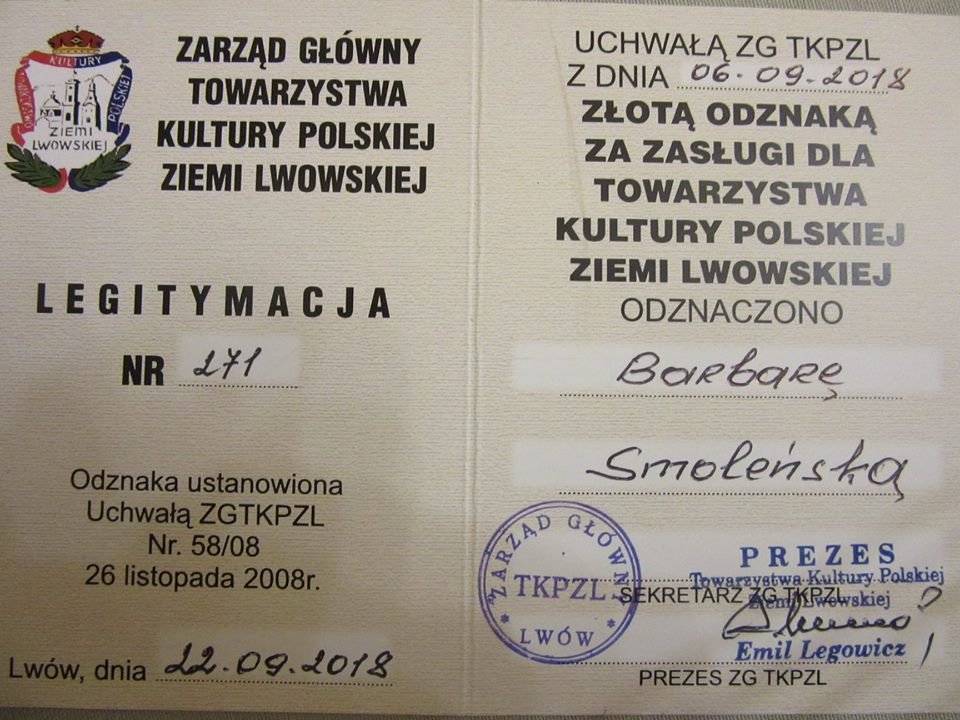 KULTURY
POLSKIEJ
ZIEMI
LWOWSKIEJ
ZARZĄD GŁÓWNY
TOWARZYSTWA
KULTURY POLSKIEJ
ZIEMI LWOWSKIEJ
LEGITYMACJA
NR 271
Odznaka ustanowiona
Uchwałą ZGTKPZL
Nr. 58/08
26 listopada 2008r.
Lwów, dnia 22.09.2018
UCHWAŁĄ ZG TKPZL
Z DNIA 06.09.2018
ZŁOTĄ ODZNAKĄ
ZA ZASŁUGI DLA
TOWARZYSTWA
KULTURY POLSKIEJ
ZIEMI LWOWSKIEJ
ODZNACZONO
Barbarę
Smoleńską
ZARZĄD GŁÓWNY
TKPZL
* LWÓW *
PREZES
Towarzystwa Kultury Polskiej
SEKRETARZ ZG TKPZL
Ziemi Lwowskiej
Emil Legowicz
PREZES ZG TKPZL